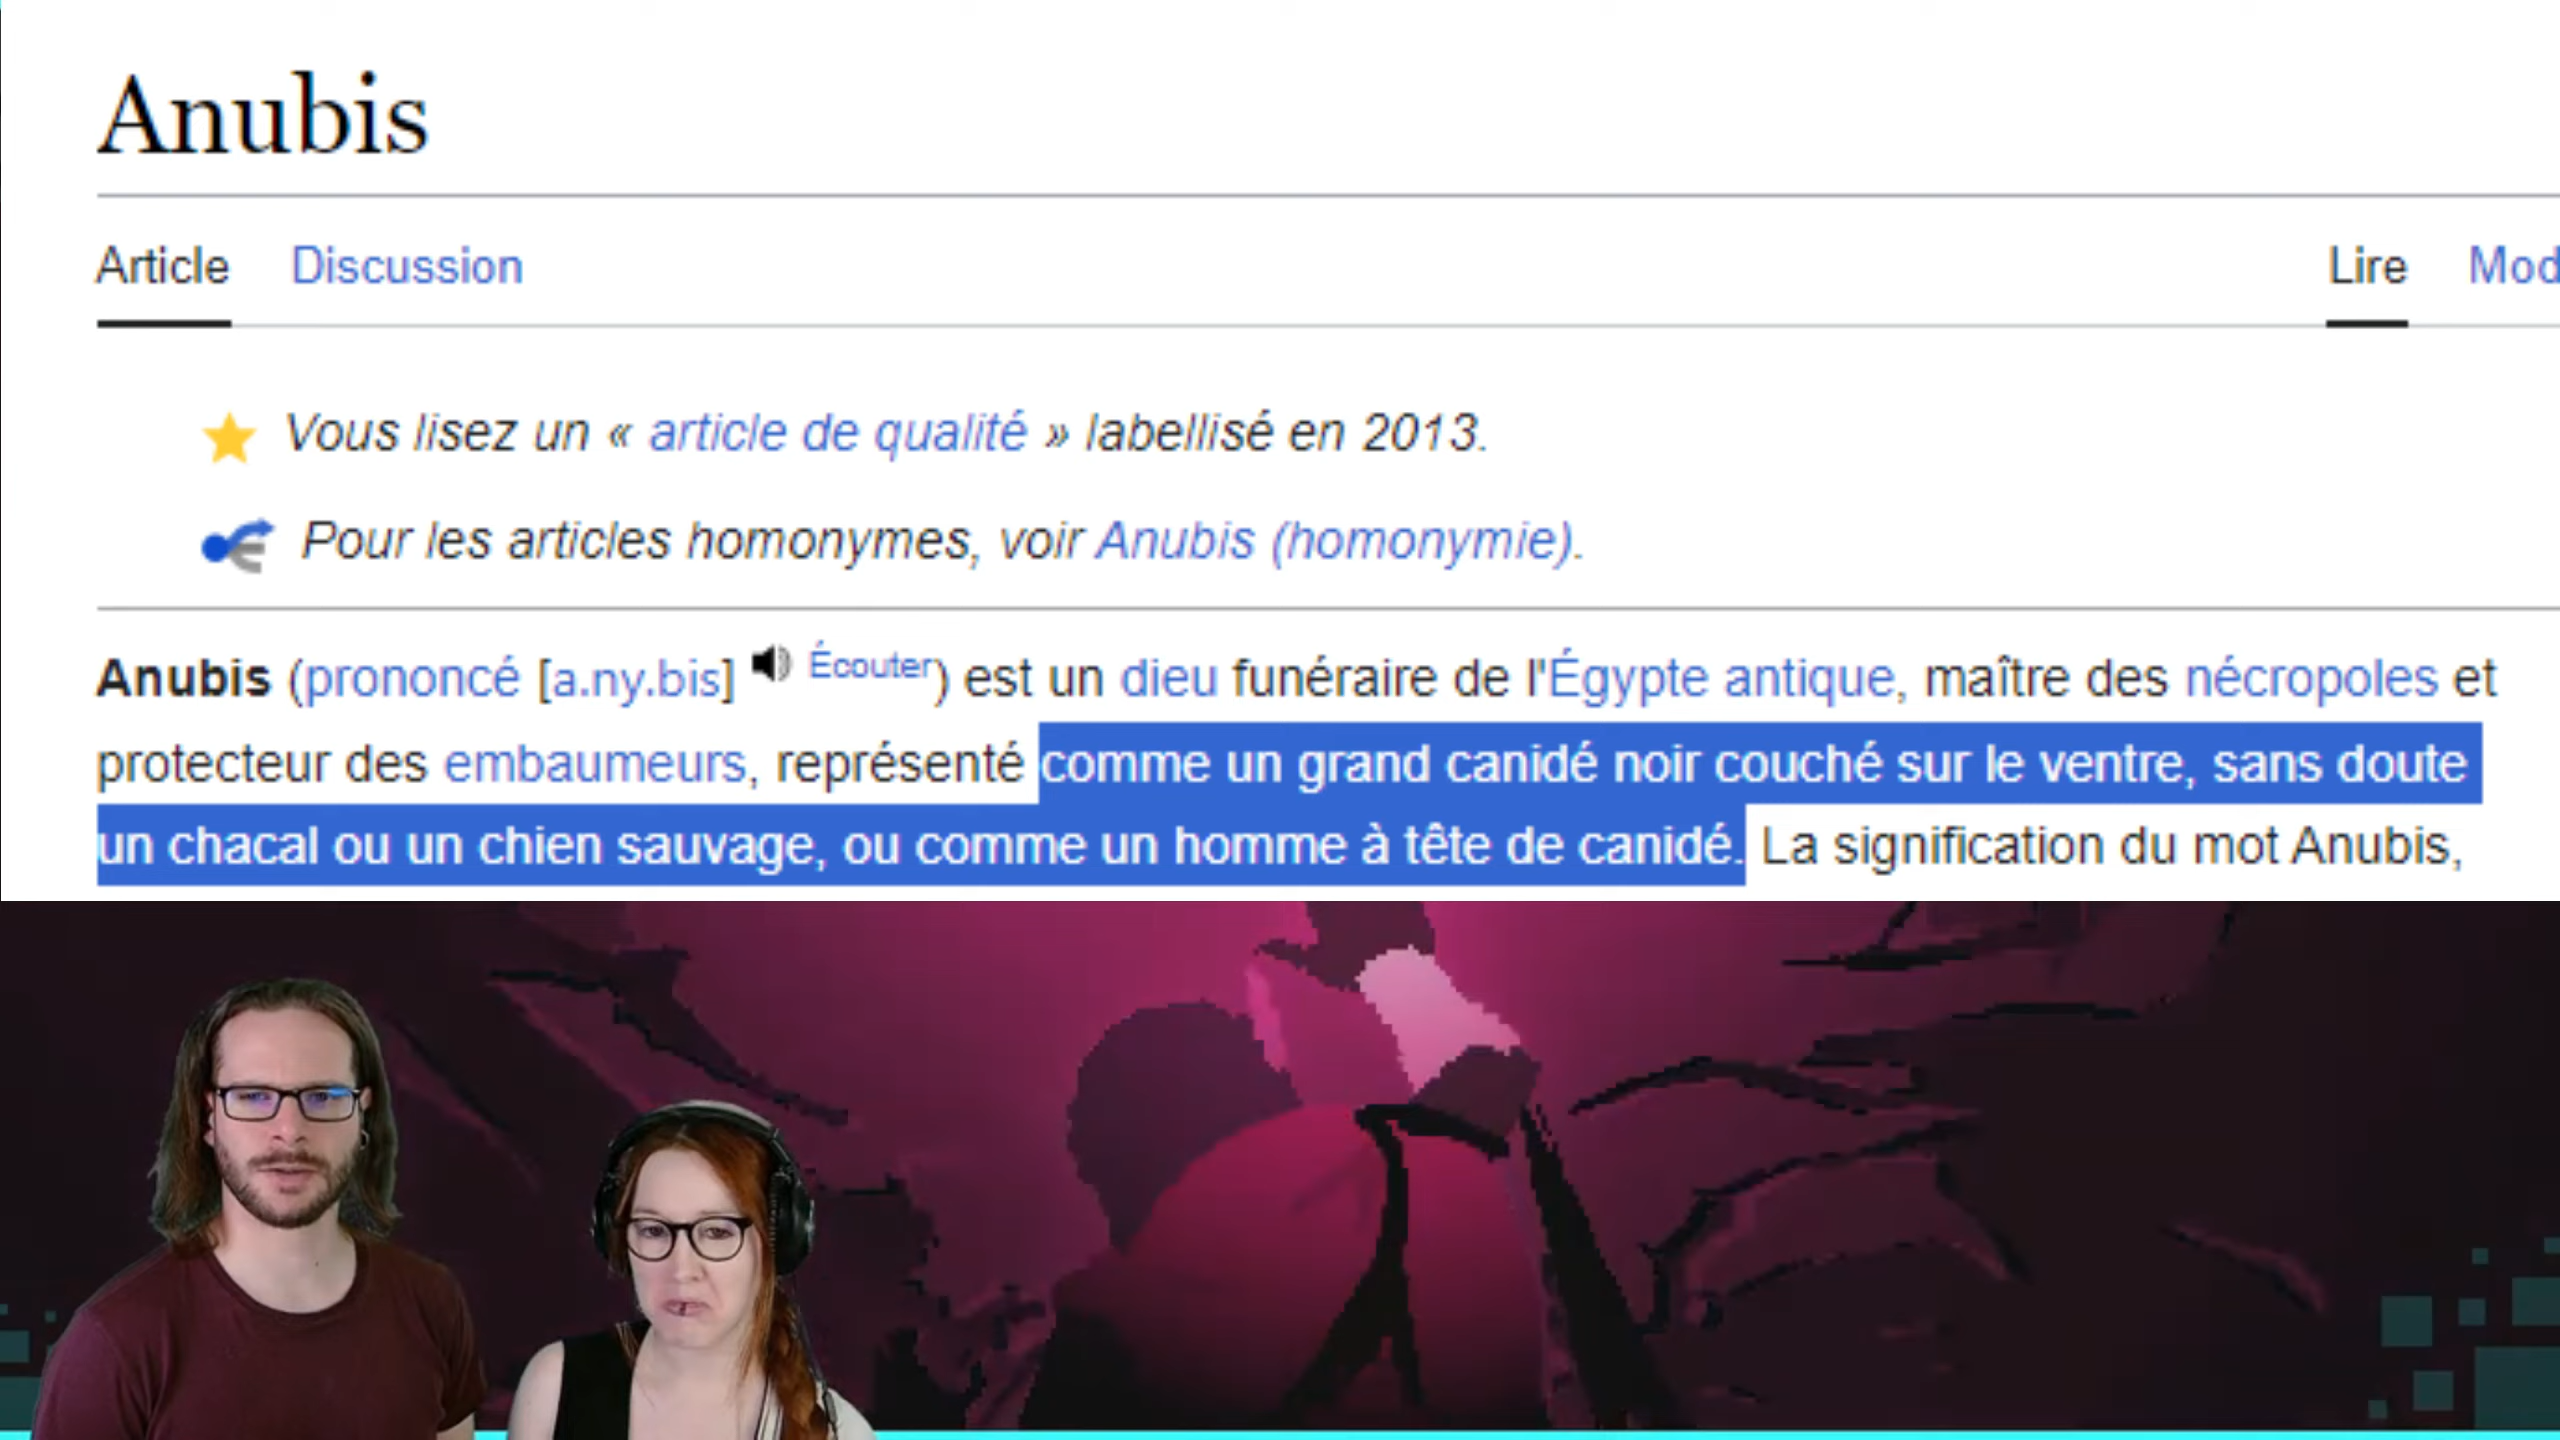 Anubis
Article Discussion Lire Mod
Vous lisez un « article de qualité » labellisé en 2013.
Pour les articles homonymes, voir Anubis (homonymie).
Anubis (prononcé [a.ny.bis] Écouter) est un dieu funéraire de l'Égypte antique, maître des nécropoles et
protecteur des embaumeurs, représenté comme un grand canidé noir couché sur le ventre, sans doute
un chacal ou un chien sauvage, ou comme un homme à tête de canidé. La signification du mot Anubis,